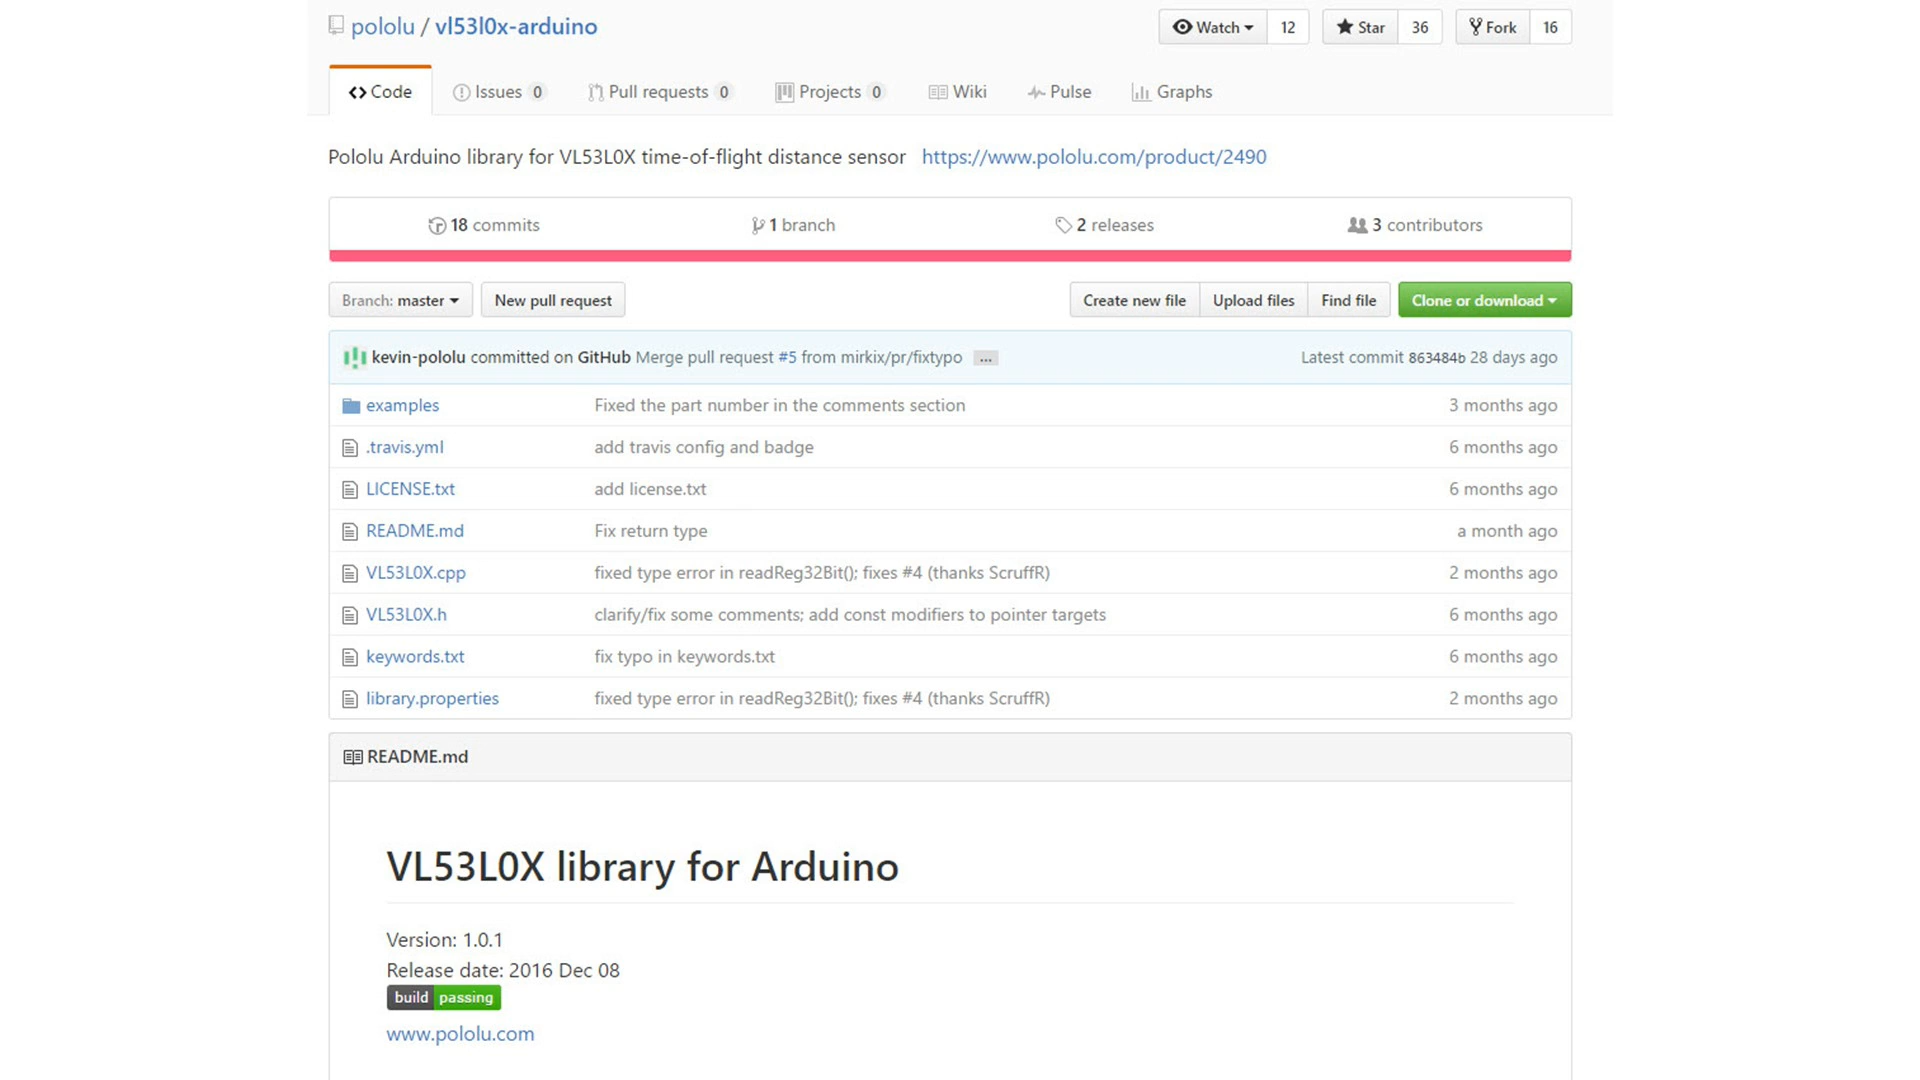 pololu / vl53l0x-arduino
Watch 12 Star 36 Fork 16
Code Issues 0 Pull requests 0 Projects 0 Wiki Pulse Graphs
Pololu Arduino library for VL53L0X time-of-flight distance sensor https://www.pololu.com/product/2490
18 commits 1 branch 2 releases 3 contributors
Branch: master New pull request Create new file Upload files Find file Clone or download
kevin-pololu committed on GitHub Merge pull request #5 from mirkix/pr/fixtypo ... Latest commit 863484b 28 days ago
examples Fixed the part number in the comments section 3 months ago
.travis.yml add travis config and badge 6 months ago
LICENSE.txt add license.txt 6 months ago
README.md Fix return type a month ago
VL53L0X.cpp fixed type error in readReg32Bit(); fixes #4 (thanks ScruffR) 2 months ago
VL53L0X.h clarify/fix some comments; add const modifiers to pointer targets 6 months ago
keywords.txt fix typo in keywords.txt 6 months ago
library.properties fixed type error in readReg32Bit(); fixes #4 (thanks ScruffR) 2 months ago
README.md
VL53L0X library for Arduino
Version: 1.0.1
Release date: 2016 Dec 08
build passing
www.pololu.com